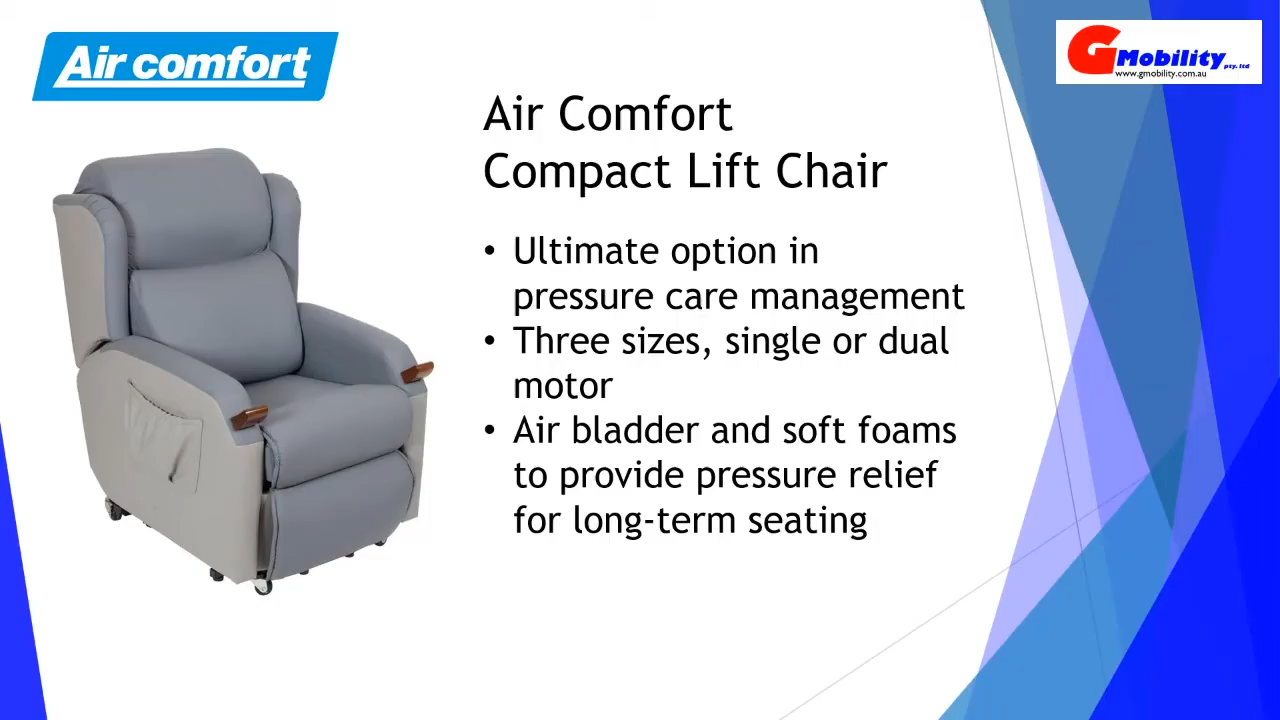 Air comfort
GMobility pty. ltd
www.gmobility.com.au
Air Comfort
Compact Lift Chair
• Ultimate option in
pressure care management
• Three sizes, single or dual
motor
• Air bladder and soft foams
to provide pressure relief
for long-term seating